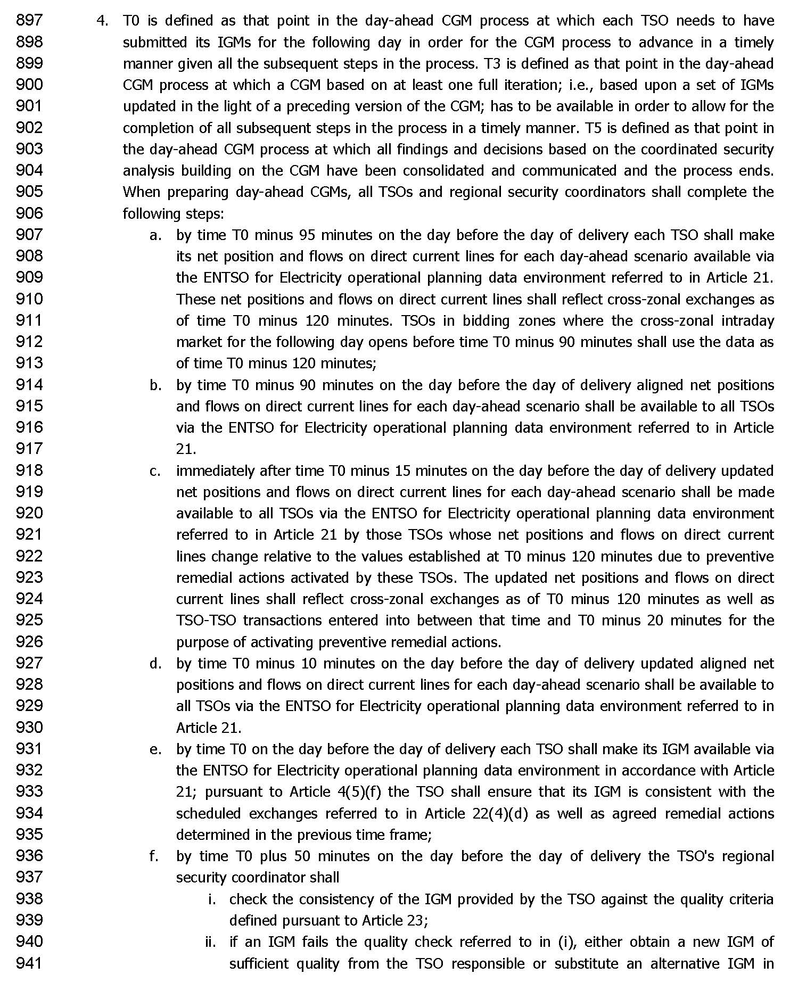 897 4. T0 is defined as that point in the day-ahead CGM process at which each TSO needs to have
898 submitted its IGMs for the following day in order for the CGM process to advance in a timely
899 manner given all the subsequent steps in the process. T3 is defined as that point in the day-ahead
900 CGM process at which a CGM based on at least one full iteration; i.e., based upon a set of IGMs
901 updated in the light of a preceding version of the CGM; has to be available in order to allow for the
902 completion of all subsequent steps in the process in a timely manner. T5 is defined as that point in
903 the day-ahead CGM process at which all findings and decisions based on the coordinated security
904 analysis building on the CGM have been consolidated and communicated and the process ends.
905 When preparing day-ahead CGMs, all TSOs and regional security coordinators shall complete the
906 following steps:
907 a. by time T0 minus 95 minutes on the day before the day of delivery each TSO shall make
908 its net position and flows on direct current lines for each day-ahead scenario available via
909 the ENTSO for Electricity operational planning data environment referred to in Article 21.
910 These net positions and flows on direct current lines shall reflect cross-zonal exchanges as
911 of time T0 minus 120 minutes. TSOs in bidding zones where the cross-zonal intraday
912 market for the following day opens before time T0 minus 90 minutes shall use the data as
913 of time T0 minus 120 minutes;
914 b. by time T0 minus 90 minutes on the day before the day of delivery aligned net positions
915 and flows on direct current lines for each day-ahead scenario shall be available to all TSOs
916 via the ENTSO for Electricity operational planning data environment referred to in Article
917 21.
918 c. immediately after time T0 minus 15 minutes on the day before the day of delivery updated
919 net positions and flows on direct current lines for each day-ahead scenario shall be made
920 available to all TSOs via the ENTSO for Electricity operational planning data environment
921 referred to in Article 21 by those TSOs whose net positions and flows on direct current
922 lines change relative to the values established at T0 minus 120 minutes due to preventive
923 remedial actions activated by these TSOs. The updated net positions and flows on direct
924 current lines shall reflect cross-zonal exchanges as of T0 minus 120 minutes as well as
925 TSO-TSO transactions entered into between that time and T0 minus 20 minutes for the
926 purpose of activating preventive remedial actions.
927 d. by time T0 minus 10 minutes on the day before the day of delivery updated aligned net
928 positions and flows on direct current lines for each day-ahead scenario shall be available to
929 all TSOs via the ENTSO for Electricity operational planning data environment referred to in
930 Article 21.
931 e. by time T0 on the day before the day of delivery each TSO shall make its IGM available via
932 the ENTSO for Electricity operational planning data environment in accordance with Article
933 21; pursuant to Article 4(5)(f) the TSO shall ensure that its IGM is consistent with the
934 scheduled exchanges referred to in Article 22(4)(d) as well as agreed remedial actions
935 determined in the previous time frame;
936 f. by time T0 plus 50 minutes on the day before the day of delivery the TSO's regional
937 security coordinator shall
938 i. check the consistency of the IGM provided by the TSO against the quality criteria
939 defined pursuant to Article 23;
940 ii. if an IGM fails the quality check referred to in (i), either obtain a new IGM of
941 sufficient quality from the TSO responsible or substitute an alternative IGM in